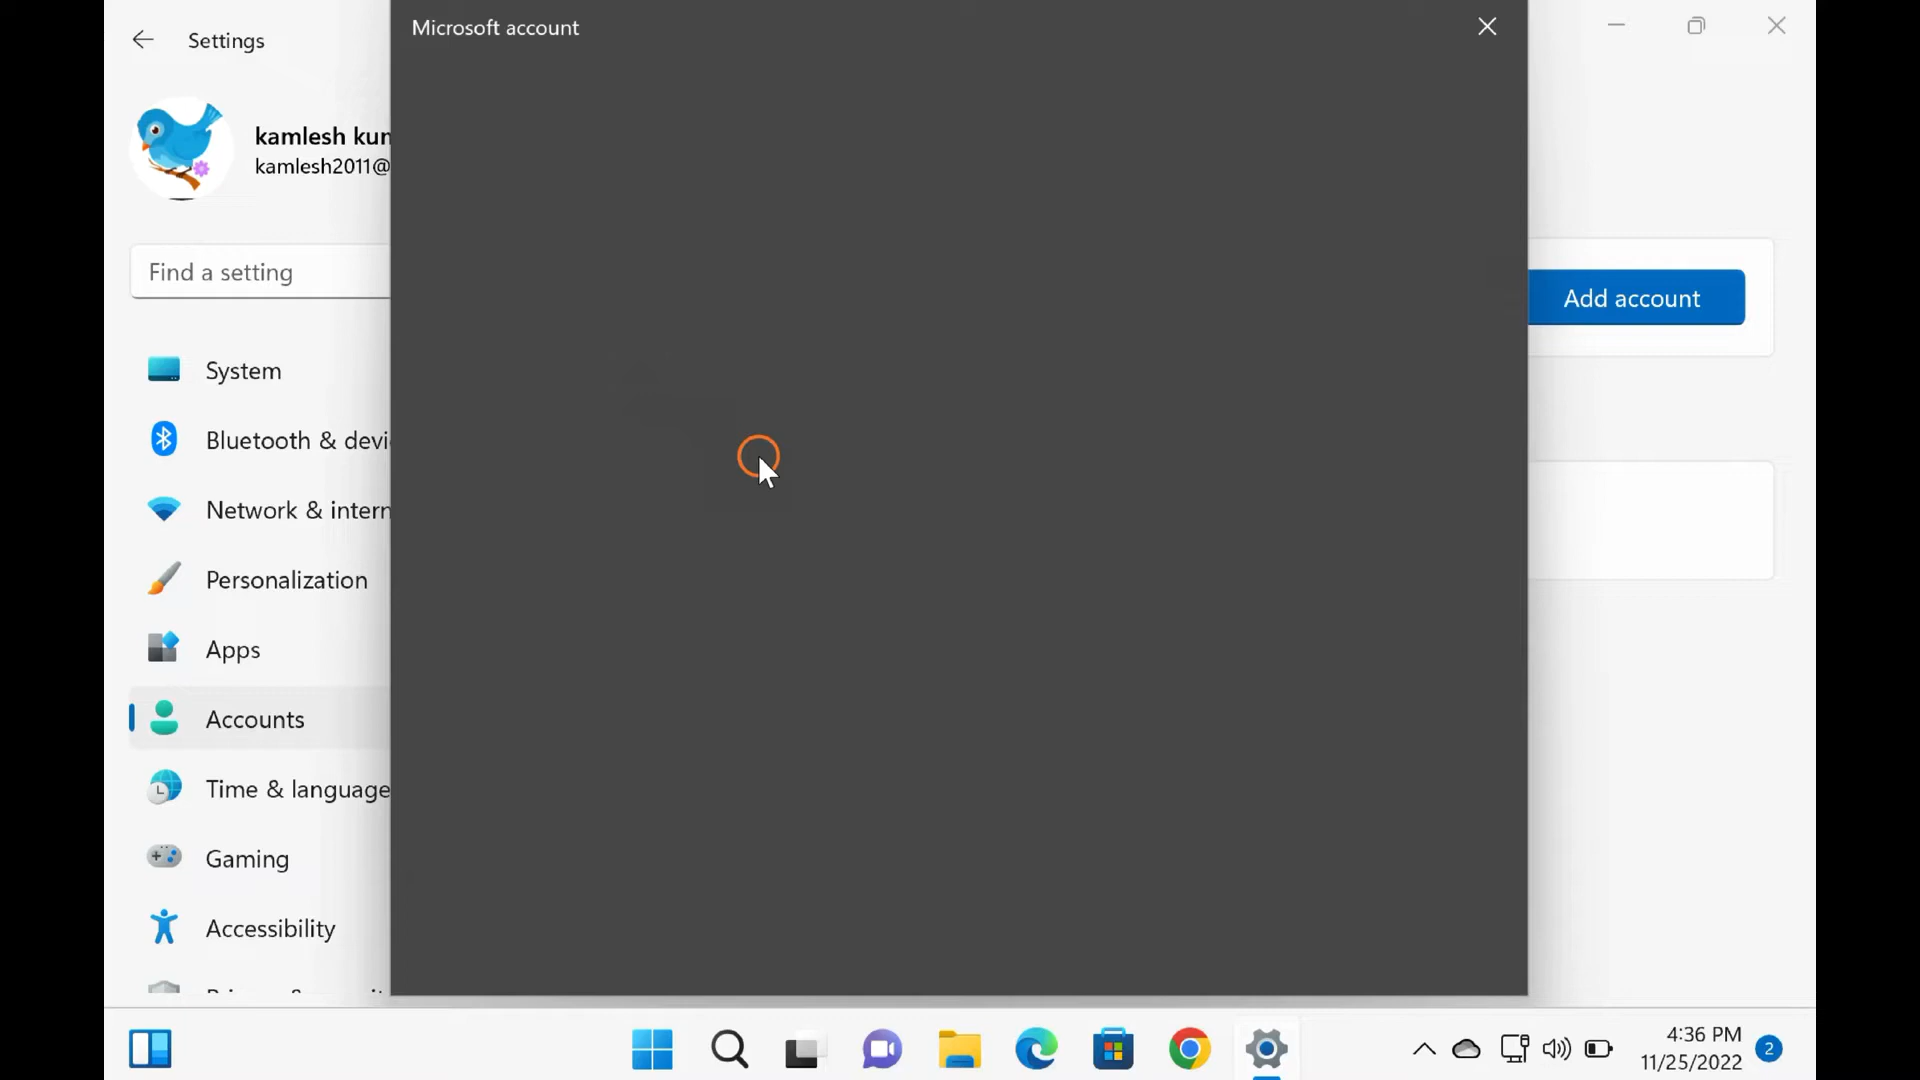 Settings
Microsoft account
kamlesh kum
kamlesh2011@
Find a setting
Add account
System
Bluetooth & devi
Network & intern
Personalization
Apps
Accounts
Time & language
Gaming
Accessibility
4:36 PM
11/25/2022
2